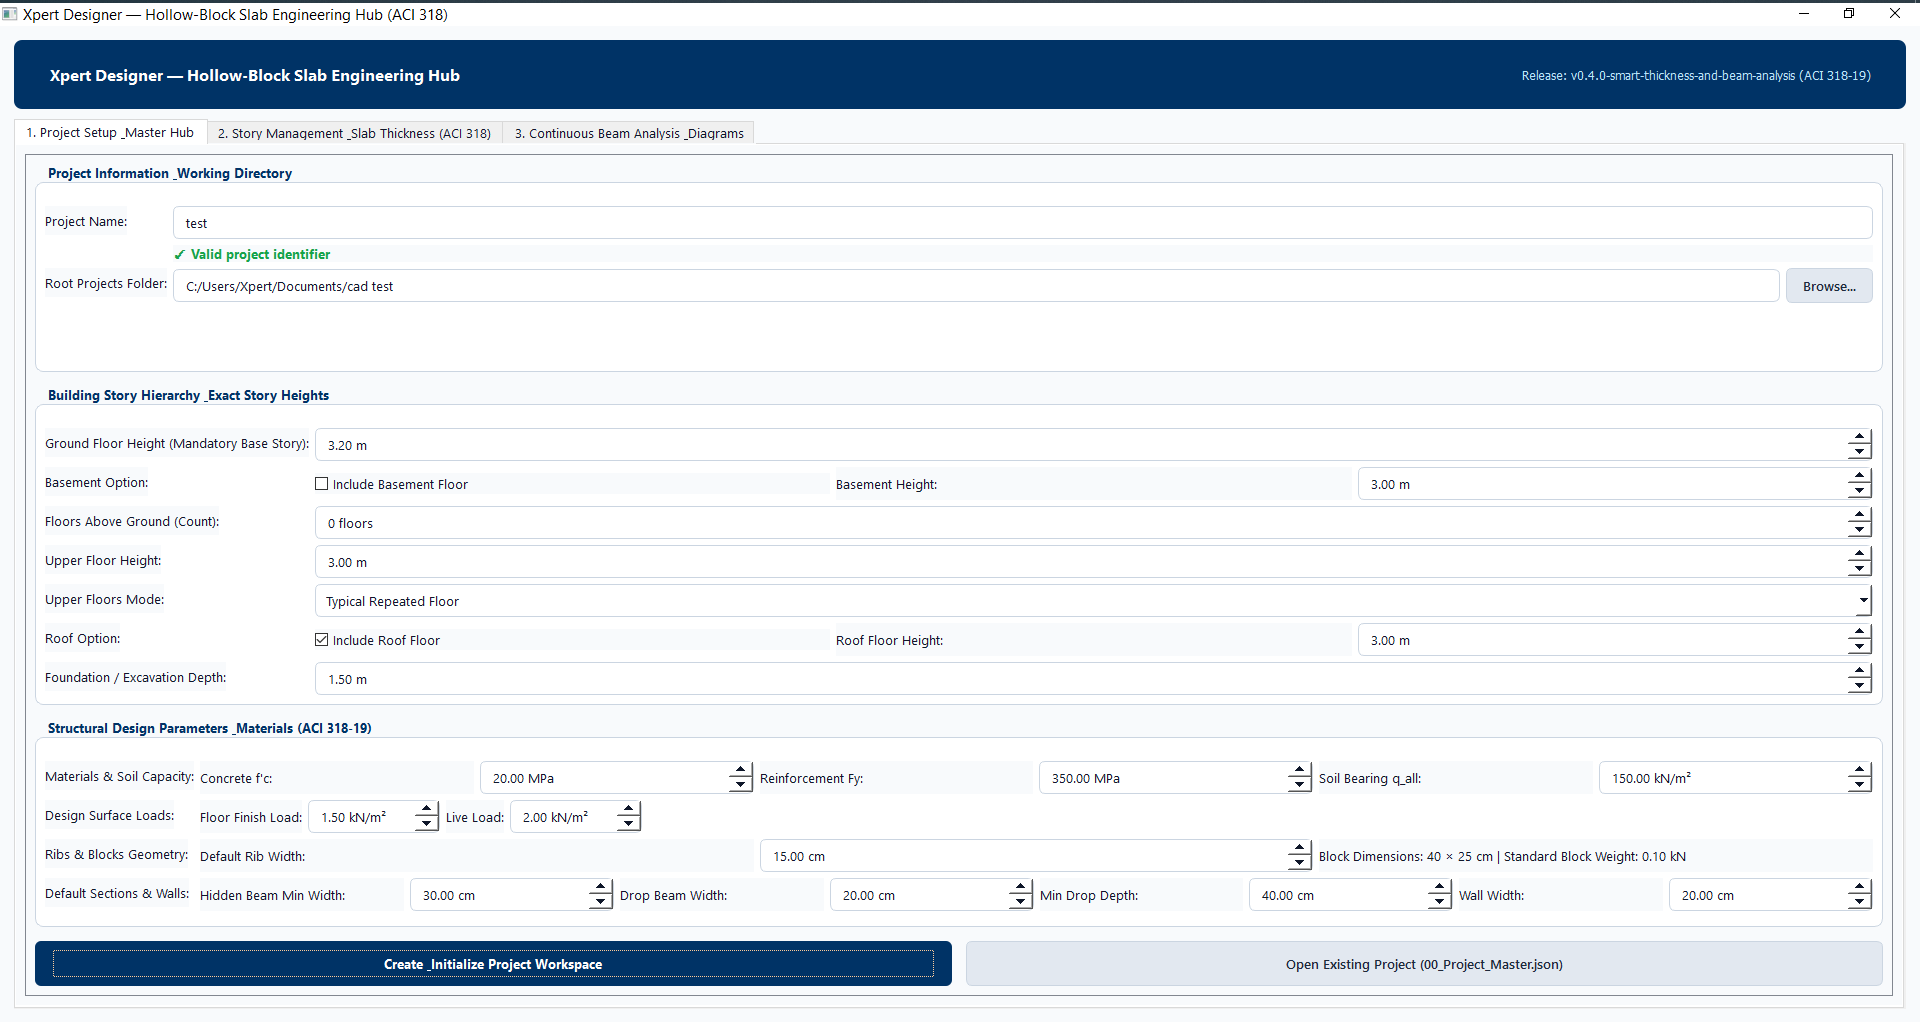 Xpert Designer — Hollow-Block Slab Engineering Hub (ACI 318)
Xpert Designer — Hollow-Block Slab Engineering Hub
Release: v0.4.0-smart-thickness-and-beam-analysis (ACI 318-19)
1. Project Setup _Master Hub
2. Story Management _Slab Thickness (ACI 318)
3. Continuous Beam Analysis _Diagrams
Project Information _Working Directory
Project Name:
test
✓ Valid project identifier
Root Projects Folder:
C:/Users/Xpert/Documents/cad test
Browse...
Building Story Hierarchy _Exact Story Heights
Ground Floor Height (Mandatory Base Story):
3.20 m
Basement Option:
Include Basement Floor
Basement Height:
3.00 m
Floors Above Ground (Count):
0 floors
Upper Floor Height:
3.00 m
Upper Floors Mode:
Typical Repeated Floor
Roof Option:
Include Roof Floor
Roof Floor Height:
3.00 m
Foundation / Excavation Depth:
1.50 m
Structural Design Parameters _Materials (ACI 318-19)
Materials & Soil Capacity:
Concrete f'c:
20.00 MPa
Reinforcement Fy:
350.00 MPa
Soil Bearing q_all:
150.00 kN/m²
Design Surface Loads:
Floor Finish Load:
1.50 kN/m²
Live Load:
2.00 kN/m²
Ribs & Blocks Geometry:
Default Rib Width:
15.00 cm
Block Dimensions: 40 × 25 cm | Standard Block Weight: 0.10 kN
Default Sections & Walls:
Hidden Beam Min Width:
30.00 cm
Drop Beam Width:
20.00 cm
Min Drop Depth:
40.00 cm
Wall Width:
20.00 cm
Create _Initialize Project Workspace
Open Existing Project (00_Project_Master.json)